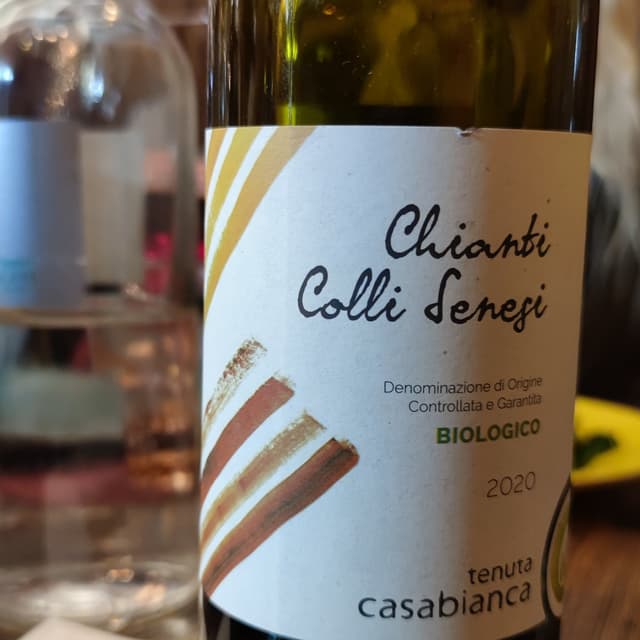 Chianti
Colli Senesi
Denominazione di Origine
Controllata e Garantita
BIOLOGICO
2020
tenuta
casabianca